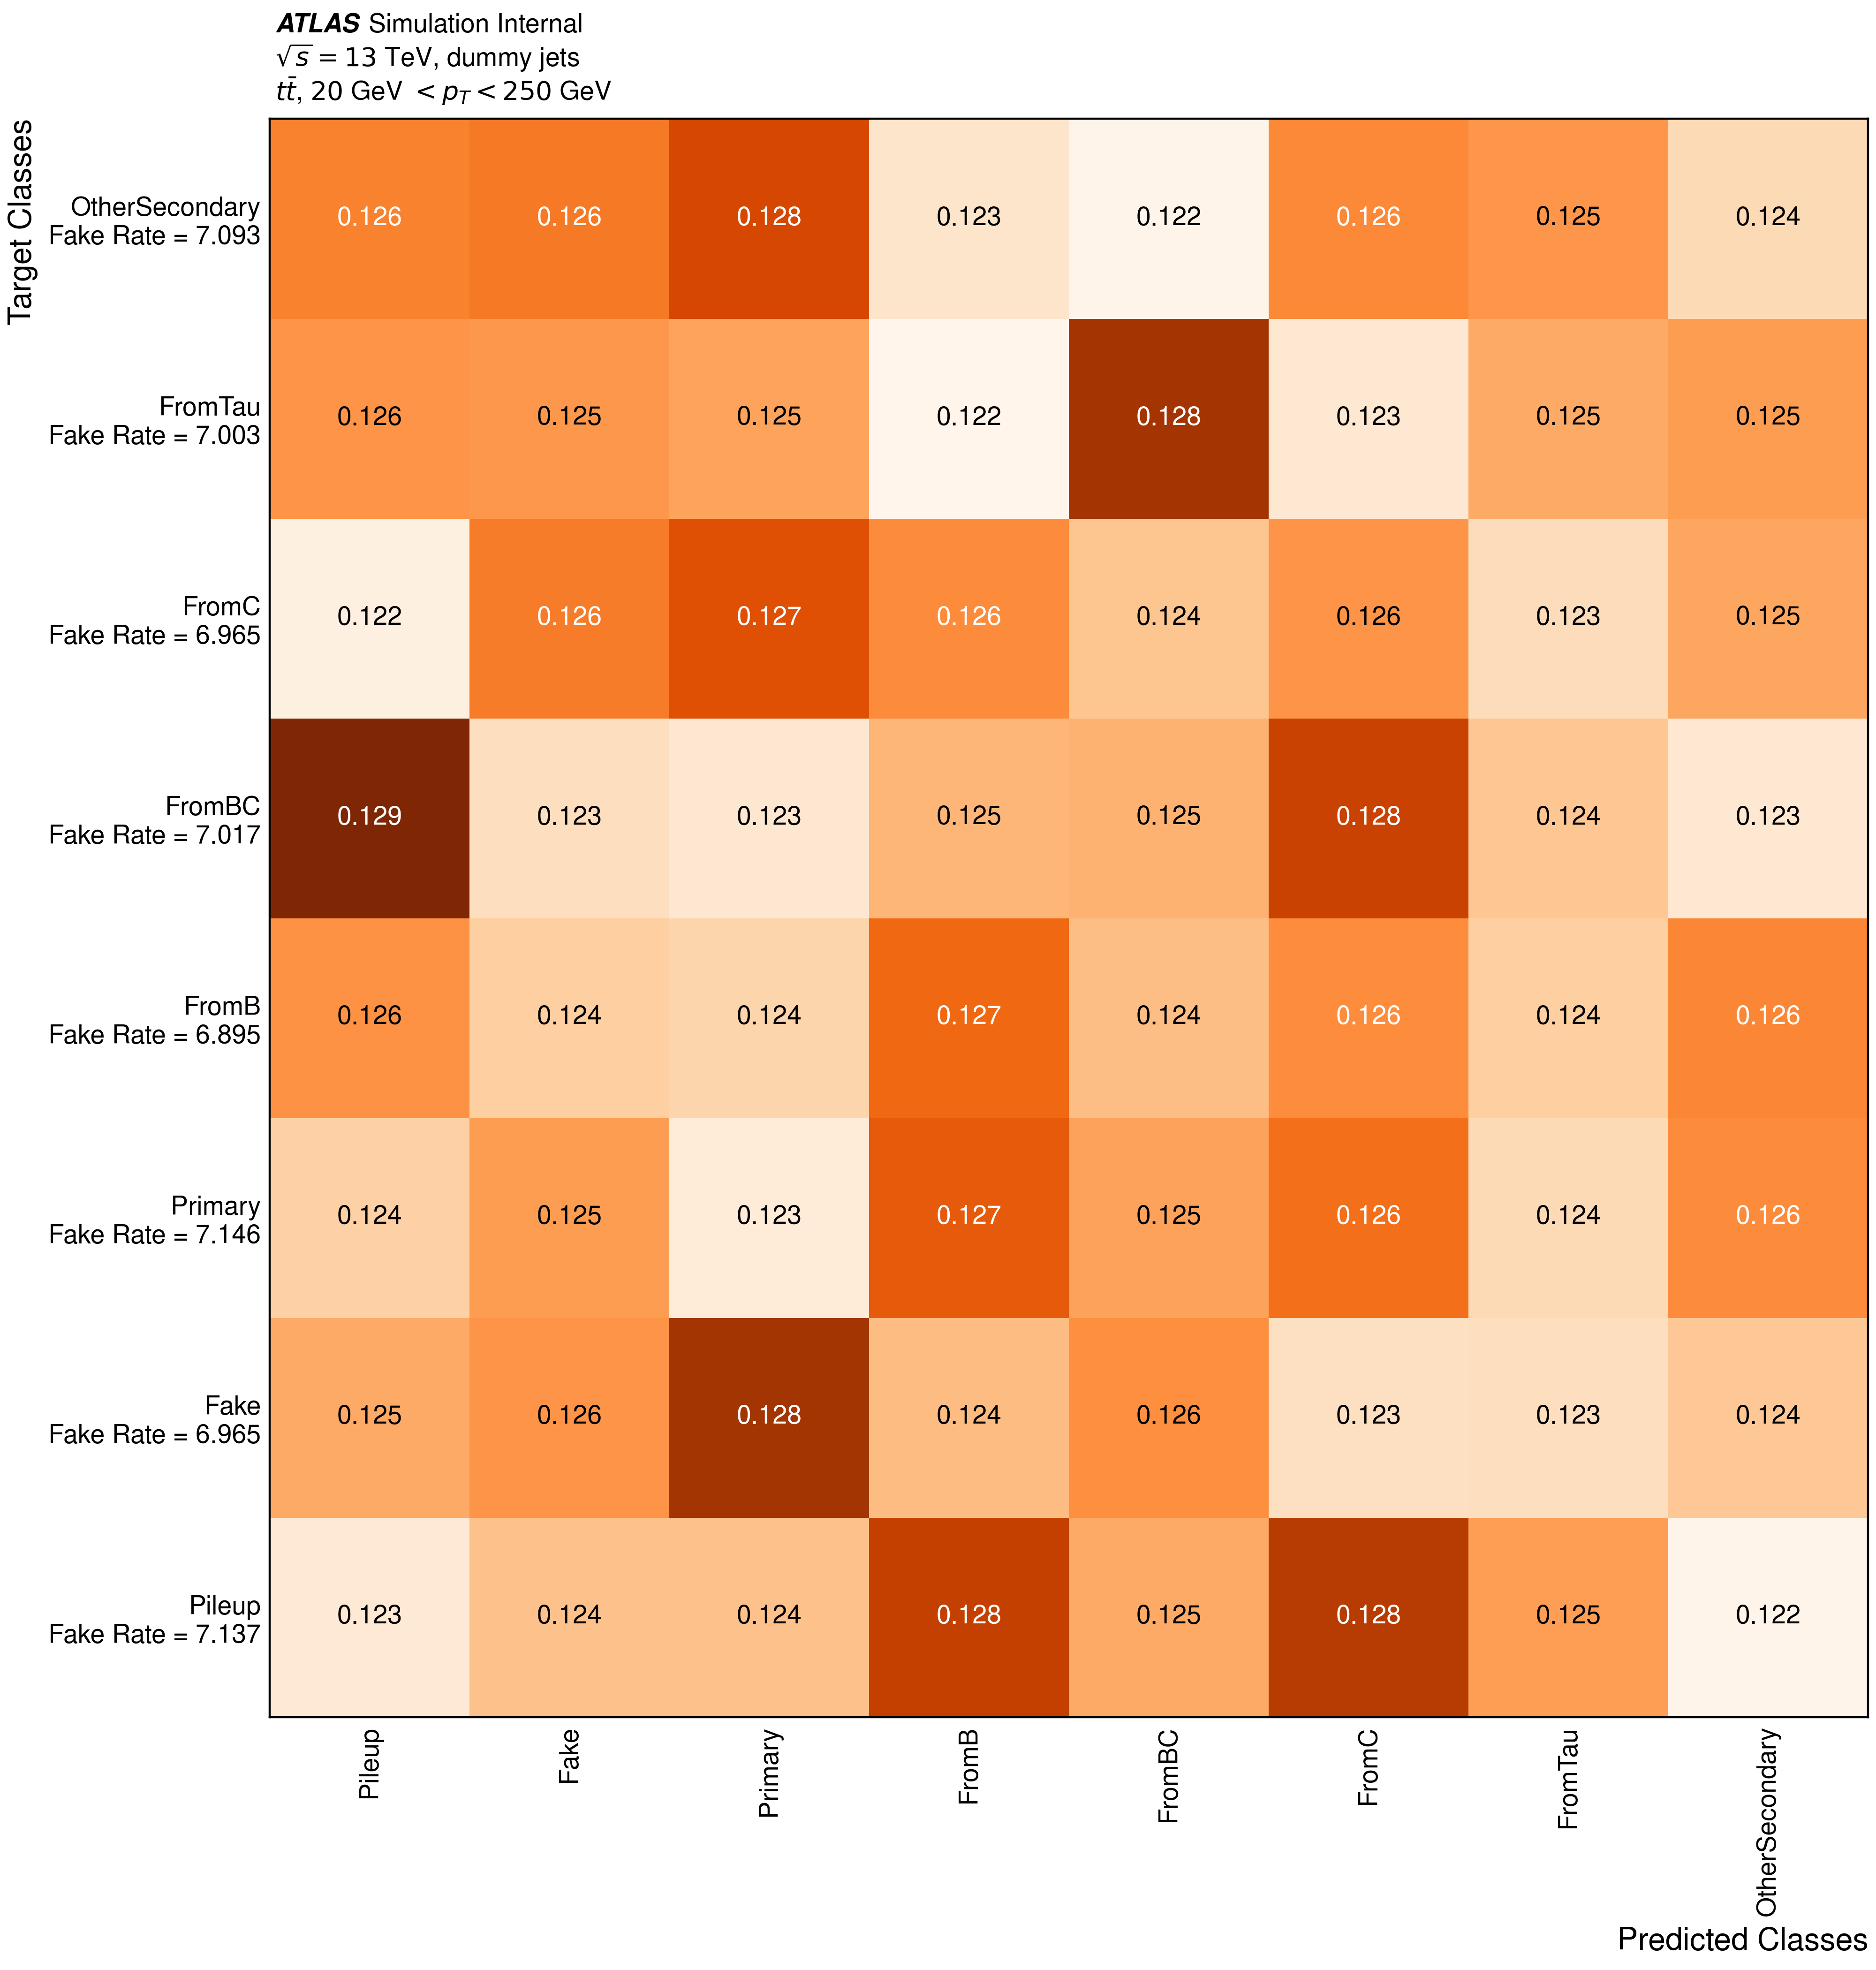 ATLAS Simulation Internal
√s = 13 TeV, dummy jets
tt̄, 20 GeV < p_T < 250 GeV
Target Classes
OtherSecondary
Fake Rate = 7.093
0.126 0.126 0.128 0.123 0.122 0.126 0.125 0.124
FromTau
Fake Rate = 7.003
0.126 0.125 0.125 0.122 0.128 0.123 0.125 0.125
FromC
Fake Rate = 6.965
0.122 0.126 0.127 0.126 0.124 0.126 0.123 0.125
FromBC
Fake Rate = 7.017
0.129 0.123 0.123 0.125 0.125 0.128 0.124 0.123
FromB
Fake Rate = 6.895
0.126 0.124 0.124 0.127 0.124 0.126 0.124 0.126
Primary
Fake Rate = 7.146
0.124 0.125 0.123 0.127 0.125 0.126 0.124 0.126
Fake
Fake Rate = 6.965
0.125 0.126 0.128 0.124 0.126 0.123 0.123 0.124
Pileup
Fake Rate = 7.137
0.123 0.124 0.124 0.128 0.125 0.128 0.125 0.122
Pileup
Fake
Primary
FromB
FromBC
FromC
FromTau
OtherSecondary
Predicted Classes